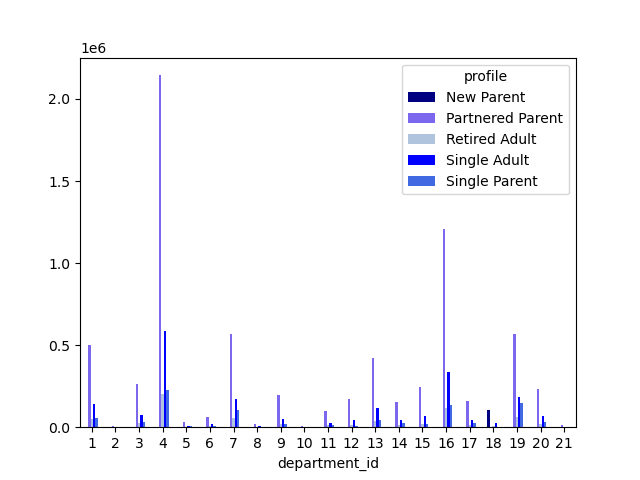 1e6
profile
New Parent
Partnered Parent
Retired Adult
Single Adult
Single Parent
2.0
1.5
1.0
0.5
0.0
1 2 3 4 5 6 7 8 9 10 11 12 13 14 15 16 17 18 19 20 21
department_id